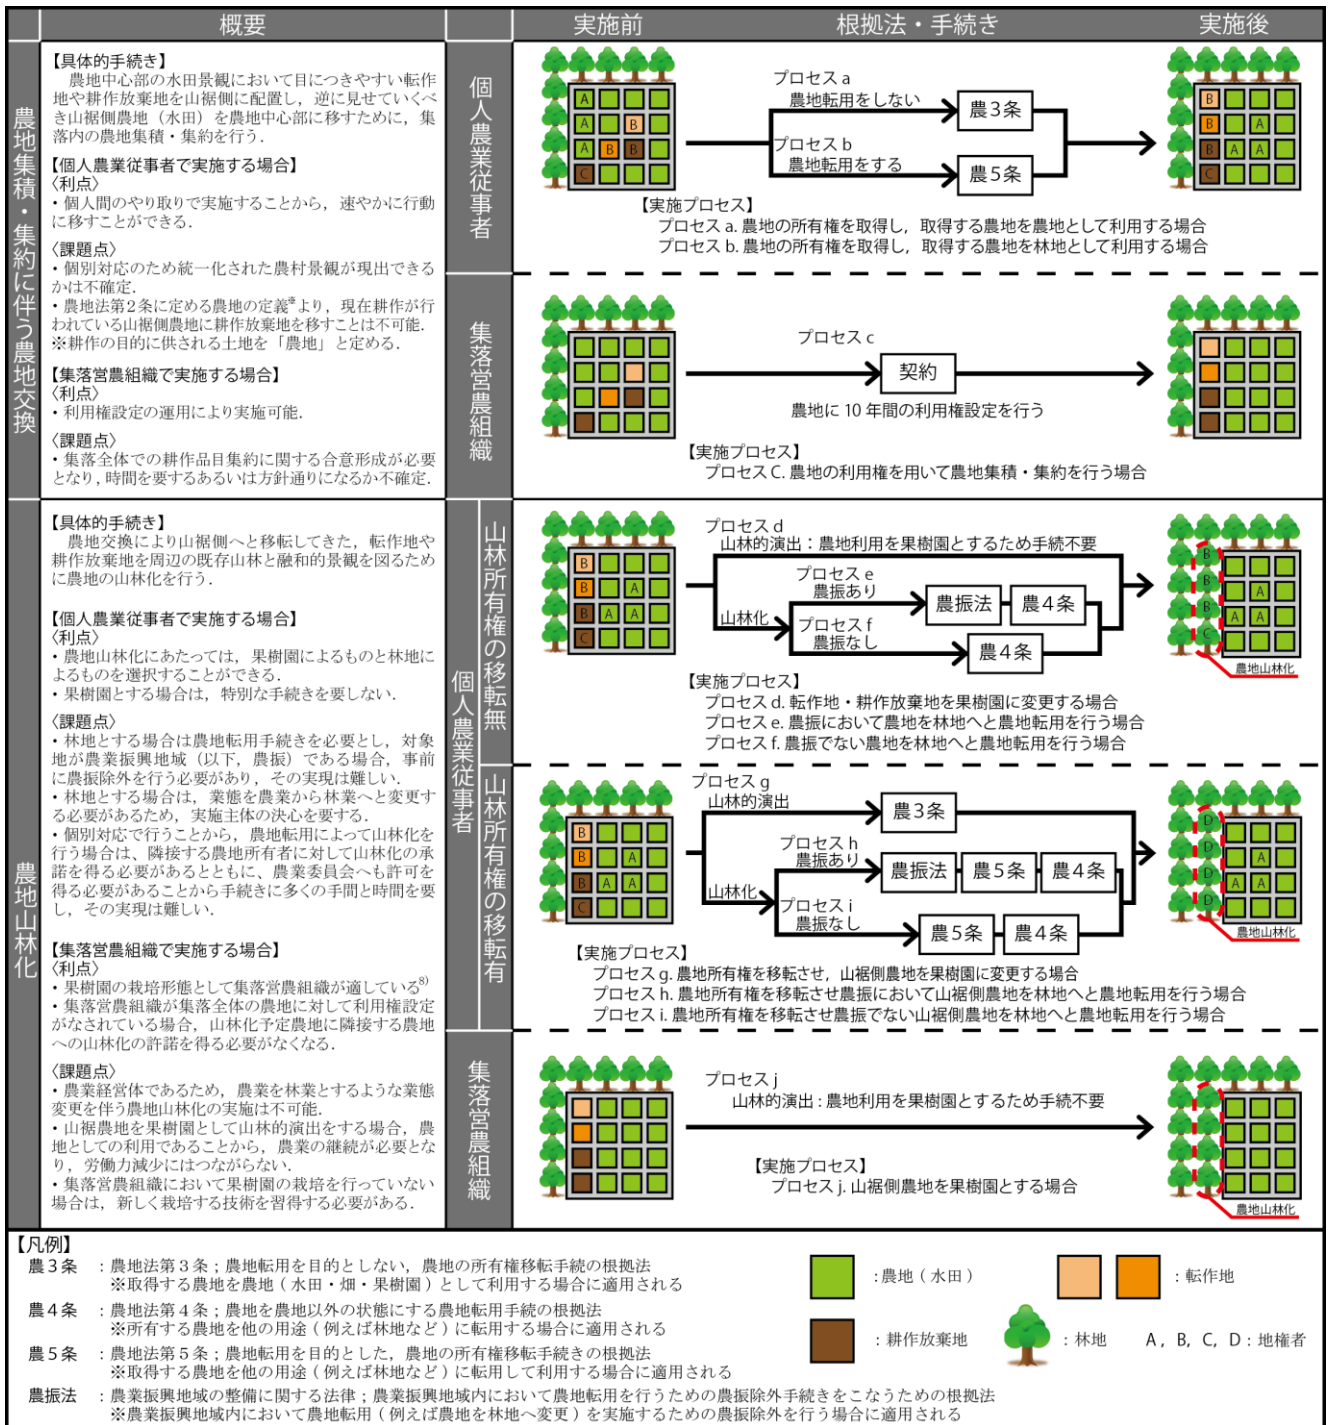 概要
実施前
根拠法・手続き
実施後
農地集積・集約に伴う農地交換
【具体的手続き】
農地中心部の水田景観において目につきやすい転作
地や耕作放棄地を山裾側に配置し，逆に見せていくべ
き山裾側農地（水田）を農地中心部に移すために，集
落内の農地集積・集約を行う．
【個人農業従事者で実施する場合】
〈利点〉
・個人間のやり取りで実施することから，速やかに行動
に移すことができる．
〈課題点〉
・個別対応のため統一化された農村景観が現出できる
かは不確定．
・農地法第２条に定める農地の定義※より，現在耕作が行
われている山裾側農地に耕作放棄地を移すことは不可能．
※耕作の目的に供される土地を「農地」と定める．
【集落営農組織で実施する場合】
〈利点〉
・利用権設定の運用により実施可能．
〈課題点〉
・集落全体での耕作品目集約に関する合意形成が必要
となり，時間を要するあるいは方針通りになるか不確定．
個人農業従事者
A
A B
A B B
C
プロセス a
農地転用をしない
農３条
プロセス b
農地転用をする
農５条
B
B A
B A A
C
【実施プロセス】
プロセス a. 農地の所有権を取得し，取得する農地を農地として利用する場合
プロセス b. 農地の所有権を取得し，取得する農地を林地として利用する場合
集落営農組織
プロセス c
契約
農地に 10 年間の利用権設定を行う
【実施プロセス】
プロセス C. 農地の利用権を用いて農地集積・集約を行う場合
農地山林化
【具体的手続き】
農地交換により山裾側へと移転してきた，転作地や
耕作放棄地を周辺の既存山林と融和的景観を図るため
に農地の山林化を行う．
【個人農業従事者で実施する場合】
〈利点〉
・農地山林化にあたっては，果樹園によるものと林地に
よるものを選択することができる．
・果樹園とする場合は，特別な手続きを要しない．
〈課題点〉
・林地とする場合は農地転用手続きを必要とし，対象
地が農業振興地域（以下，農振）である場合，事前
に農振除外を行う必要があり，その実現は難しい．
・林地とする場合は，業態を農業から林業へと変更す
る必要があるため，実施主体の決心を要する．
・個別対応で行うことから，農地転用によって山林化を
行う場合は、隣接する農地所有者に対して山林化の承
諾を得る必要があるとともに、農業委員会へも許可を
得る必要があることから手続きに多くの手間と時間を要
し，その実現は難しい．
【集落営農組織で実施する場合】
〈利点〉
・果樹園の栽培形態として集落営農組織が適している8)
・集落営農組織が集落全体の農地に対して利用権設定
がなされている場合，山林化予定農地に隣接する農地
への山林化の許諾を得る必要がなくなる．
〈課題点〉
・農業経営体であるため，農業を林業とするような業態
変更を伴う農地山林化の実施は不可能．
・山裾農地を果樹園として山林的演出をする場合，農
地としての利用であることから，農業の継続が必要とな
り，労働力減少にはつながらない．
・集落営農組織において果樹園の栽培を行っていない
場合は，新しく栽培する技術を習得する必要がある．
個人農業従事者
山林所有権の移転無
B
B A
B A A
C
プロセス d
山林的演出：農地利用を果樹園とするため手続不要
プロセス e
農振あり
農振法
農４条
山林化
プロセス f
農振なし
農４条
B
B A
B A A
C
農地山林化
【実施プロセス】
プロセス d. 転作地・耕作放棄地を果樹園に変更する場合
プロセス e. 農振において農地を林地へと農地転用を行う場合
プロセス f. 農振でない農地を林地へと農地転用を行う場合
山林所有権の移転有
B
B A
B A A
C
プロセス g
山林的演出
農３条
プロセス h
農振あり
農振法
農５条
農４条
山林化
プロセス i
農振なし
農５条
農４条
D
D A
D A A
D
農地山林化
【実施プロセス】
プロセス g. 農地所有権を移転させ，山裾側農地を果樹園に変更する場合
プロセス h. 農地所有権を移転させ農振において山裾側農地を林地へと農地転用を行う場合
プロセス i. 農地所有権を移転させ農振でない山裾側農地を林地へと農地転用を行う場合
集落営農組織
プロセス j
山林的演出：農地利用を果樹園とするため手続不要
農地山林化
【実施プロセス】
プロセス j. 山裾側農地を果樹園とする場合
【凡例】
農３条 ：農地法第３条；農地転用を目的としない，農地の所有権移転手続の根拠法
※取得する農地を農地（水田・畑・果樹園）として利用する場合に適用される
農４条 ：農地法第４条；農地を農地以外の状態にする農地転用手続の根拠法
※所有する農地を他の用途（例えば林地など）に転用する場合に適用される
農５条 ：農地法第５条；農地転用を目的とした，農地の所有権移転手続きの根拠法
※取得する農地を他の用途（例えば林地など）に転用して利用する場合に適用される
農振法 ：農業振興地域の整備に関する法律；農業振興地域内において農地転用を行うための農振除外手続きをこなうための根拠法
※農業振興地域内において農地転用（例えば農地を林地へ変更）を実施するための農振除外を行う場合に適用される
：農地（水田）
：転作地
：耕作放棄地
：林地
A，B，C，D：地権者